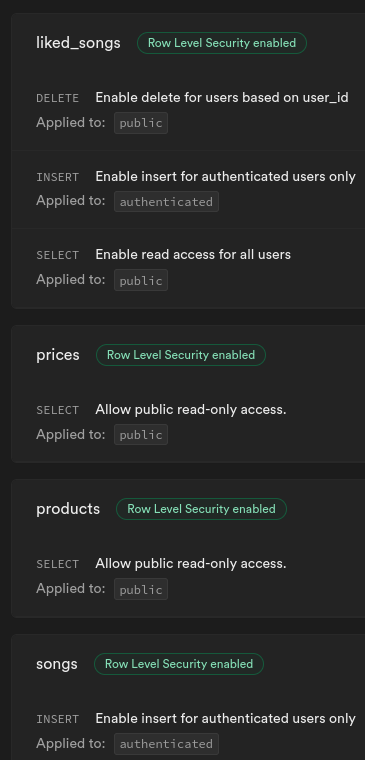 liked_songs Row Level Security enabled
DELETE Enable delete for users based on user_id
Applied to: public
INSERT Enable insert for authenticated users only
Applied to: authenticated
SELECT Enable read access for all users
Applied to: public
prices Row Level Security enabled
SELECT Allow public read-only access.
Applied to: public
products Row Level Security enabled
SELECT Allow public read-only access.
Applied to: public
songs Row Level Security enabled
INSERT Enable insert for authenticated users only
Applied to: authenticated